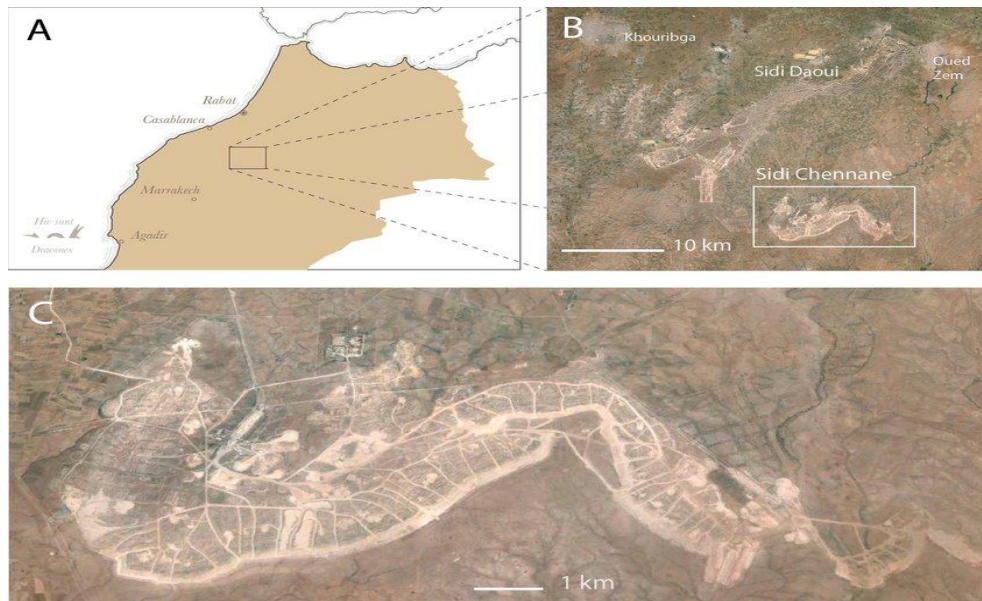 A
Rabat
Casablanca
Marrakech
Hic sunt
Dracones
Agadir
B
Khouribga
Sidi Daoui
Oued
Zem
Sidi Chennane
10 km
C
1 km